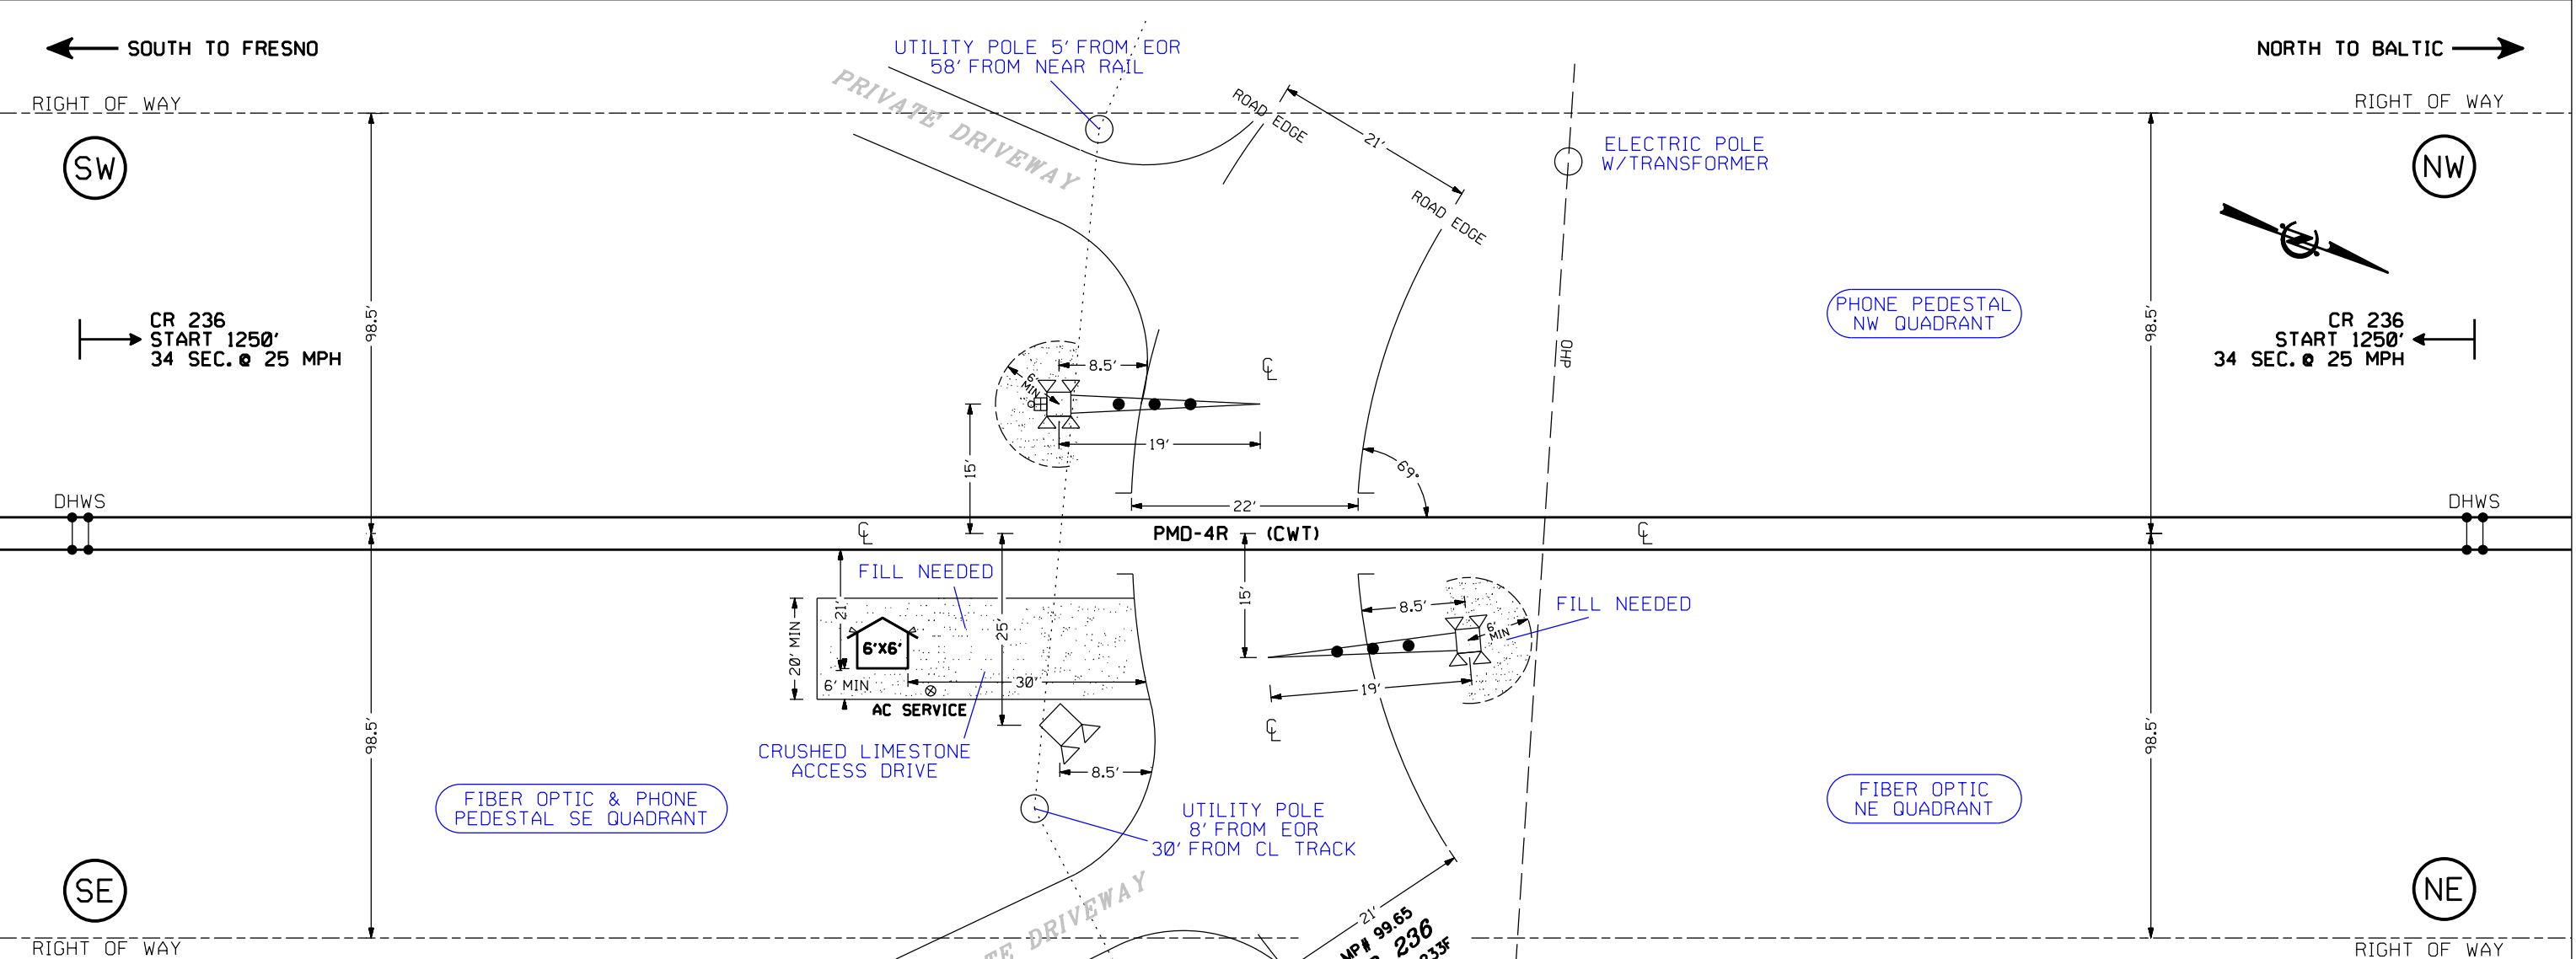 SOUTH TO FRESNO
UTILITY POLE 5' FROM EOR
58' FROM NEAR RAIL
NORTH TO BALTIC
RIGHT OF WAY
RIGHT OF WAY
PRIVATE DRIVEWAY
ROAD EDGE
21'
ROAD EDGE
ELECTRIC POLE
W/TRANSFORMER
SW
NW
CR 236
START 1250'
34 SEC.@ 25 MPH
98.5'
PHONE PEDESTAL
NW QUADRANT
98.5'
CR 236
START 1250'
34 SEC.@ 25 MPH
OHP
8.5'
6'
MIN
19'
15'
69°
22'
DHWS
DHWS
PMD-4R (CWT)
FILL NEEDED
21'
20' MIN
6'X6'
6' MIN
30'
25'
AC SERVICE
15'
8.5'
6'
MIN
19'
FILL NEEDED
CRUSHED LIMESTONE
ACCESS DRIVE
8.5'
98.5'
98.5'
FIBER OPTIC & PHONE
PEDESTAL SE QUADRANT
UTILITY POLE
8' FROM EOR
30' FROM CL TRACK
FIBER OPTIC
NE QUADRANT
SE
NE
DRIVEWAY
21'
MP# 99.65
236
RIGHT OF WAY
RIGHT OF WAY